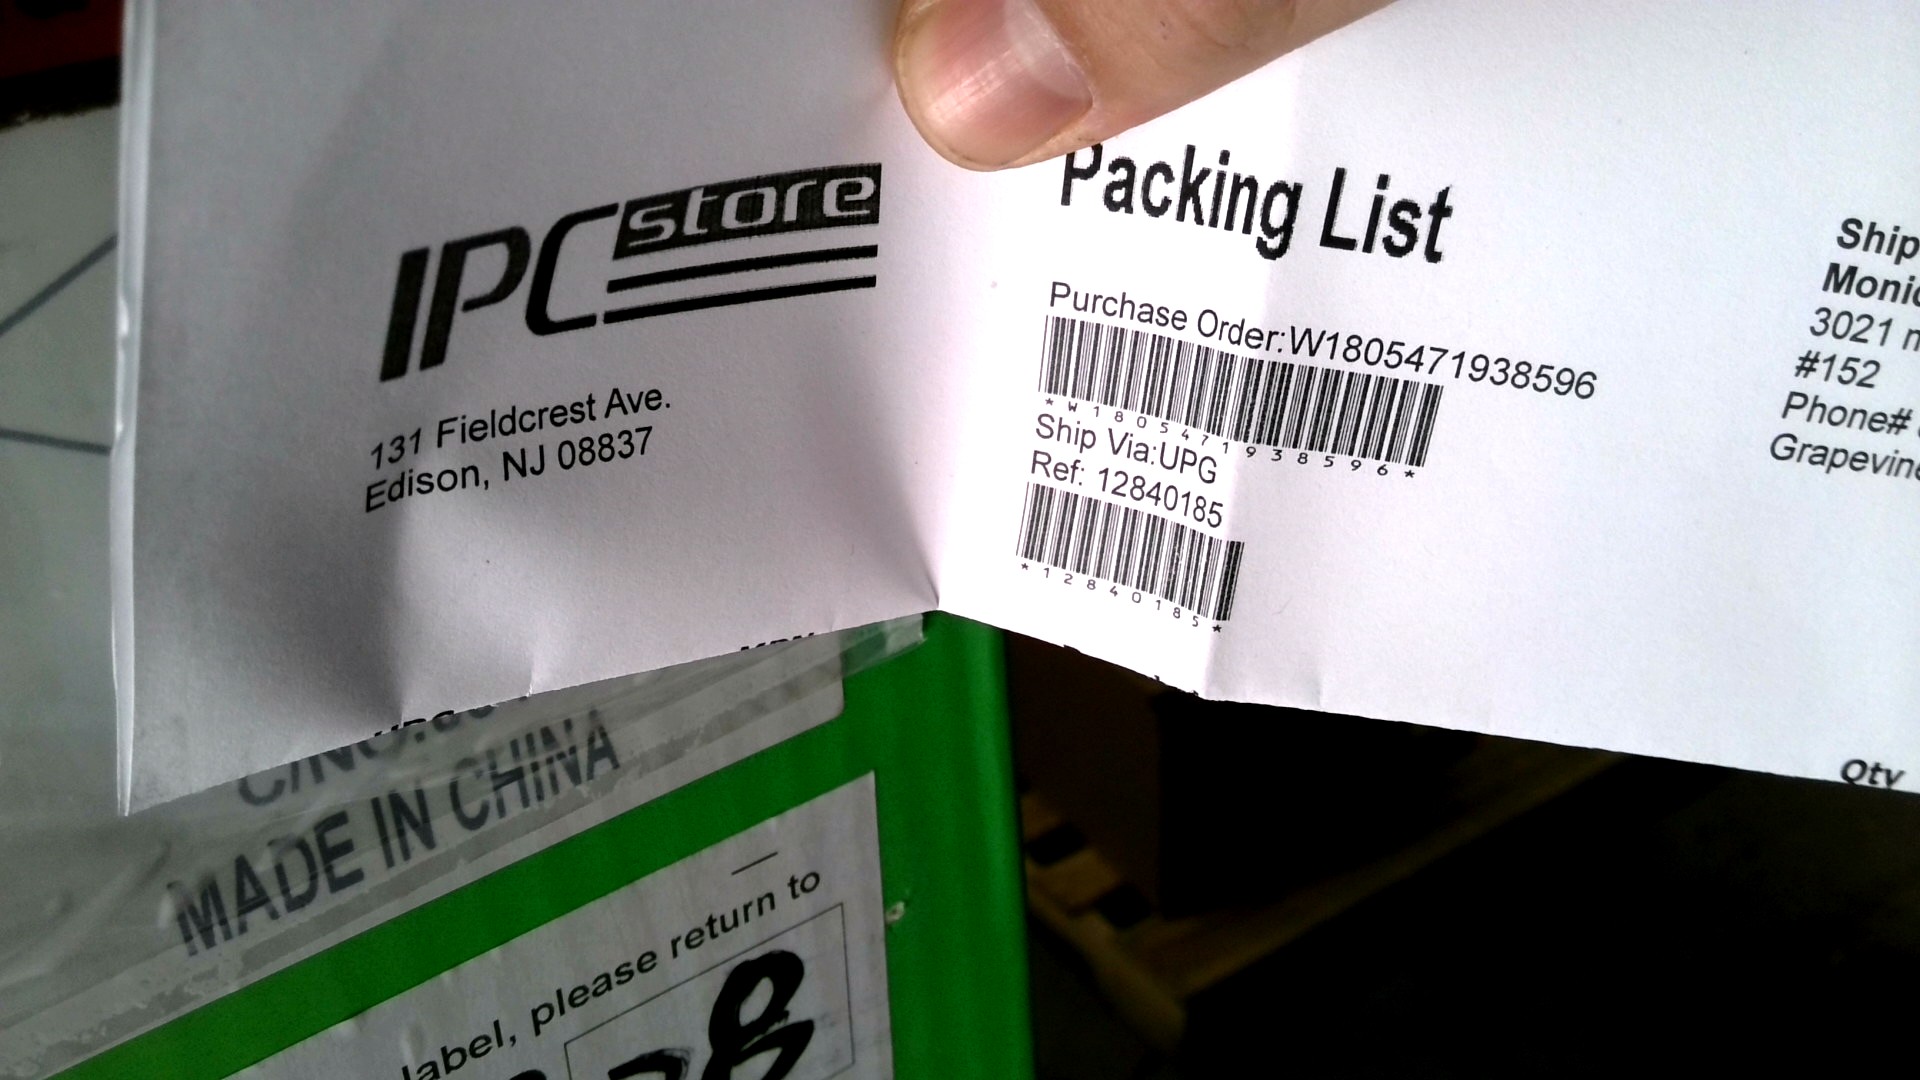 IPC store
131 Fieldcrest Ave.
Edison, NJ 08837
Packing List
Purchase Order:W1805471938596
*W1805471938596*
Ship Via:UPG
Ref: 12840185
*12840185*
Ship
3021
#152
Phone#
Grapevine
Qty
MADE IN CHINA
label, please return to